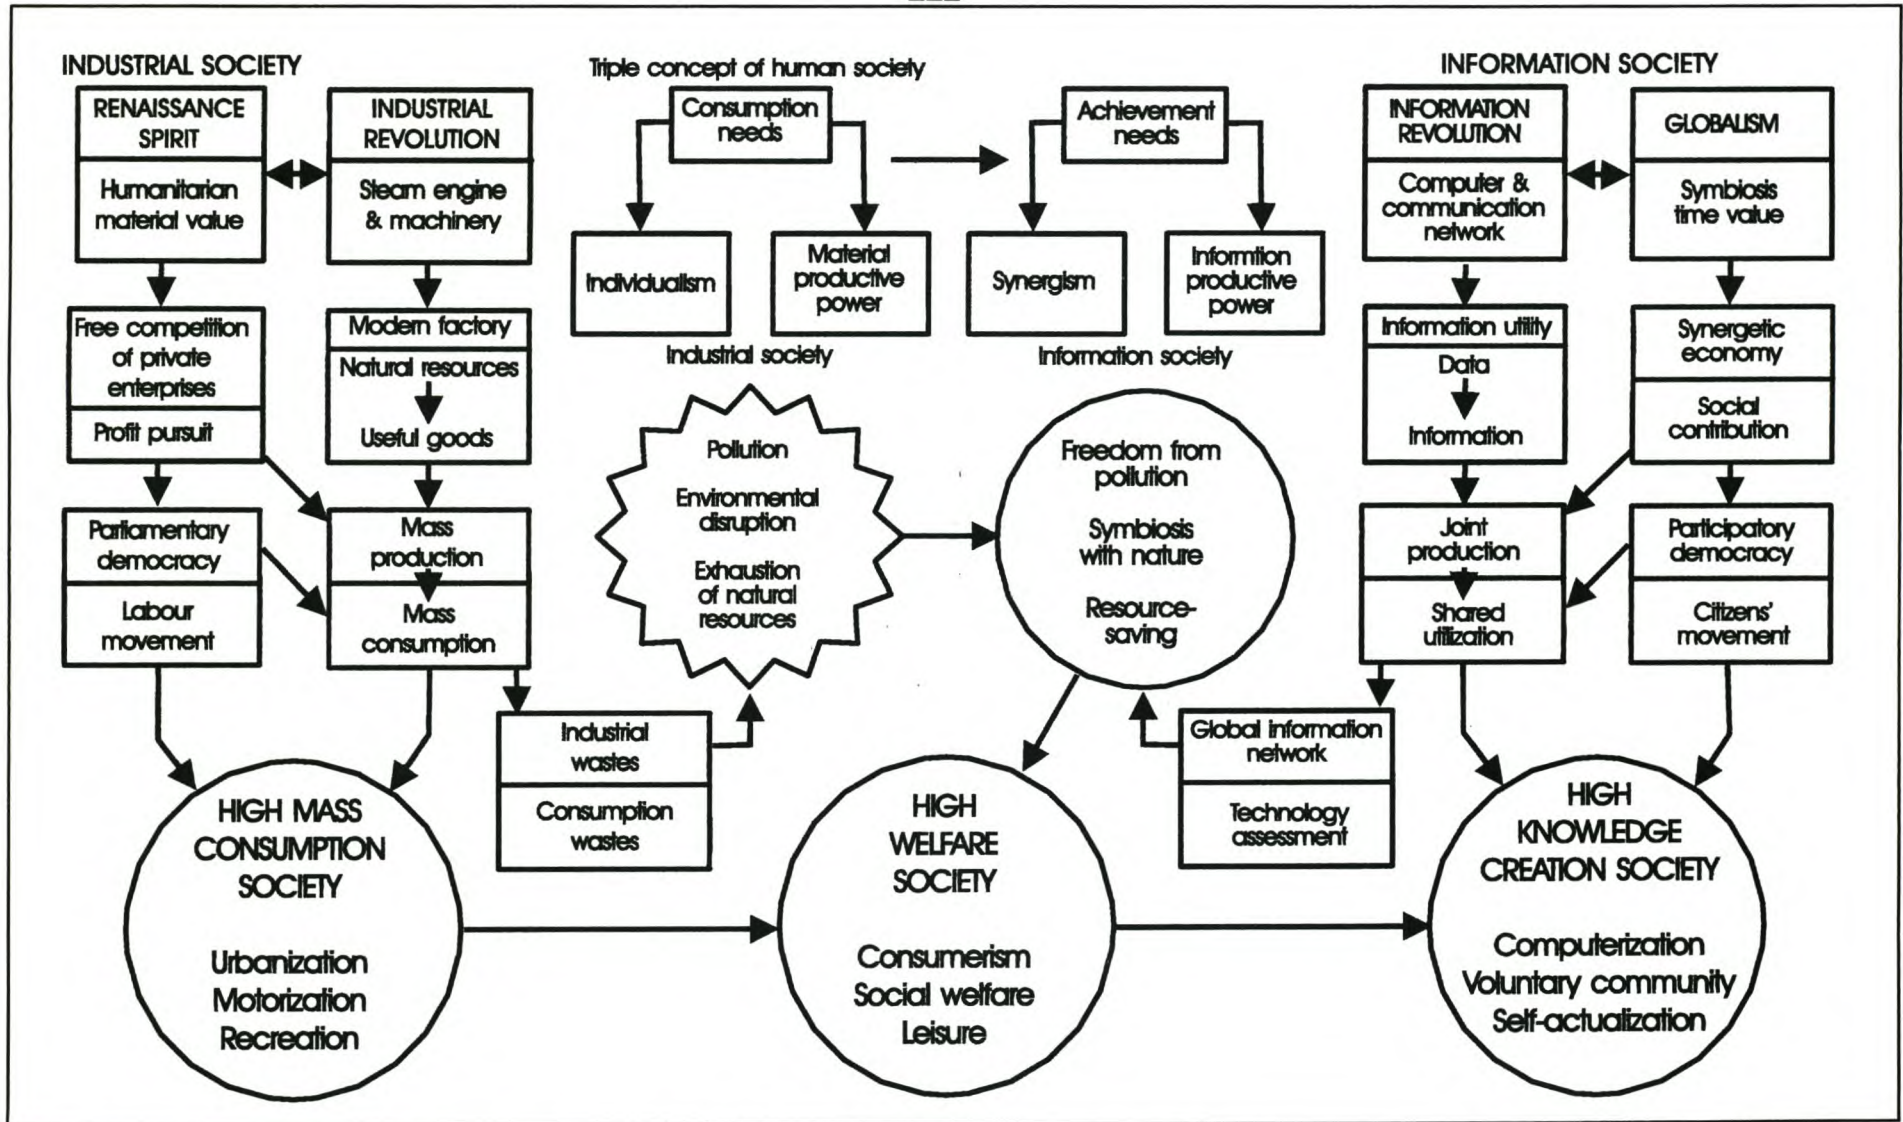 INDUSTRIAL SOCIETY
RENAISSANCE
SPIRIT
Humanitarian
material value
INDUSTRIAL
REVOLUTION
Steam engine
& machinery
Free competition
of private
enterprises
Profit pursuit
Modern factory
Natural resources
Useful goods
Parliamentary
democracy
Labour
movement
Mass
production
Mass
consumption
Industrial
wastes
Consumption
wastes
HIGH MASS
CONSUMPTION
SOCIETY
Urbanization
Motorization
Recreation
Triple concept of human society
Consumption
needs
Achievement
needs
Individualism
Material
productive
power
Synergism
Informtion
productive
power
Industrial society
Information society
Pollution
Environmental
disruption
Exhaustion
of natural
resources
Freedom from
pollution
Symbiosis
with nature
Resource-
saving
HIGH
WELFARE
SOCIETY
Consumerism
Social welfare
Leisure
INFORMATION SOCIETY
INFORMATION
REVOLUTION
Computer &
communication
network
GLOBALISM
Symbiosis
time value
Information utility
Data
Information
Synergetic
economy
Social
contribution
Joint
production
Shared
utilization
Participatory
democracy
Citizens'
movement
Global information
network
Technology
assessment
HIGH
KNOWLEDGE
CREATION SOCIETY
Computerization
Voluntary community
Self-actualization